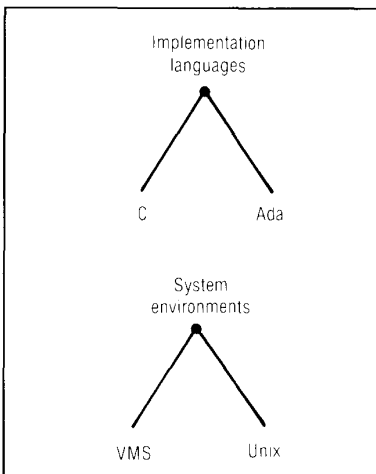 Implementation
languages
C Ada
System
environments
VMS Unix